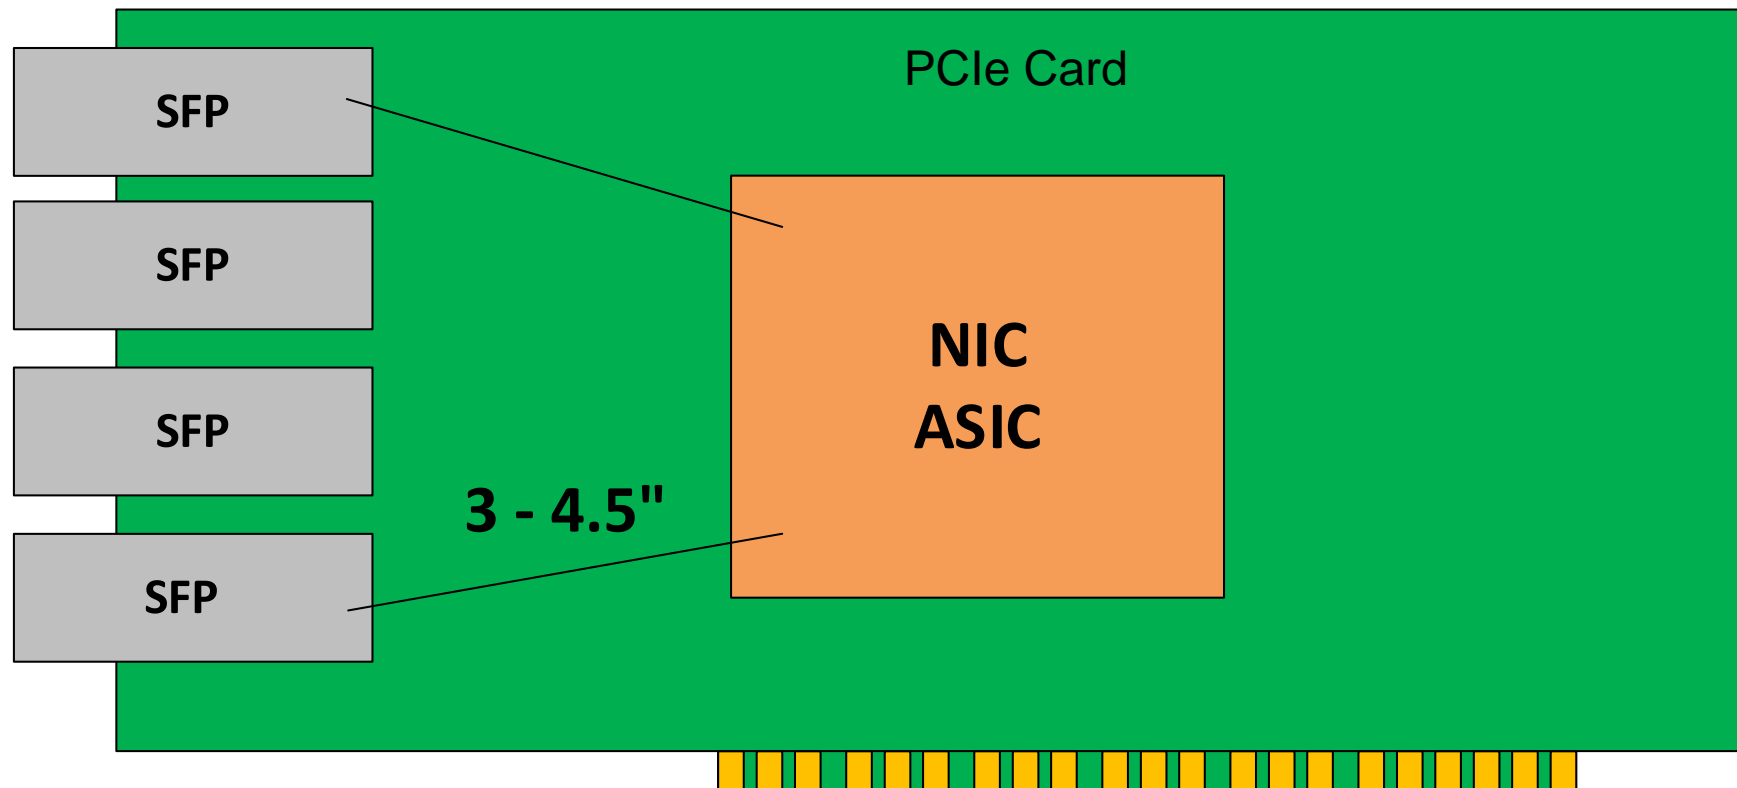 PCIe Card
SFP
SFP
SFP
SFP
NIC
ASIC
3 - 4.5"